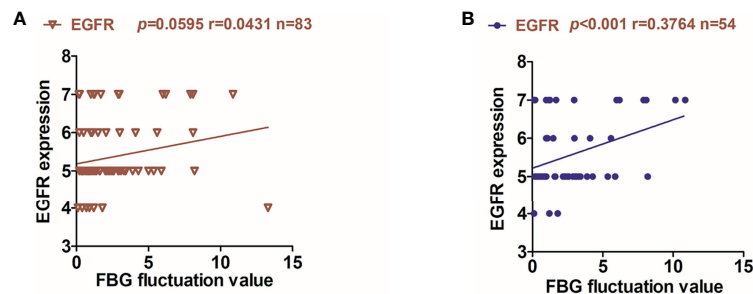 A
EGFR p=0.0595 r=0.0431 n=83
8
7
6
5
4
3
EGFR expression
0 5 10 15
FBG fluctuation value
B
EGFR p<0.001 r=0.3764 n=54
8
7
6
5
4
3
EGFR expression
0 5 10 15
FBG fluctuation value